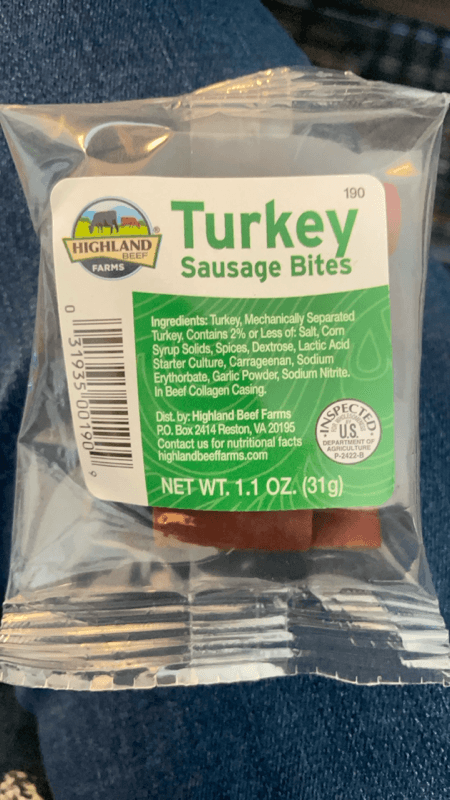 190
HIGHLAND®
BEEF
FARMS
Turkey
Sausage Bites
Ingredients: Turkey, Mechanically Separated
Turkey. Contains 2% or Less of: Salt, Corn
Syrup Solids, Spices, Dextrose, Lactic Acid
Starter Culture, Carrageenan, Sodium
Erythorbate, Garlic Powder, Sodium Nitrite.
In Beef Collagen Casing.
Dist. by: Highland Beef Farms
P.O. Box 2414 Reston, VA 20195
Contact us for nutritional facts
highlandbeeffarms.com
INSPECTED
U.S.
DEPARTMENT OF
AGRICULTURE
P-2422-B
NET WT. 1.1 OZ. (31g)
0 31935 00190 9